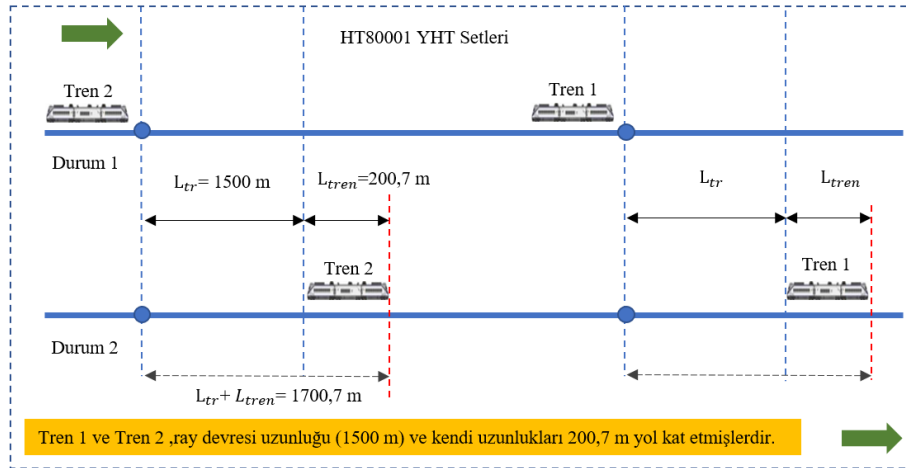 HT80001 YHT Setleri
Tren 2
Tren 1
Durum 1
L𝑡𝑟= 1500 m
L𝑡𝑟𝑒𝑛=200,7 m
L𝑡𝑟
L𝑡𝑟𝑒𝑛
Tren 2
Tren 1
Durum 2
L𝑡𝑟+ 𝐿𝑡𝑟𝑒𝑛= 1700,7 m
Tren 1 ve Tren 2 ,ray devresi uzunluğu (1500 m) ve kendi uzunlukları 200,7 m yol kat etmişlerdir.